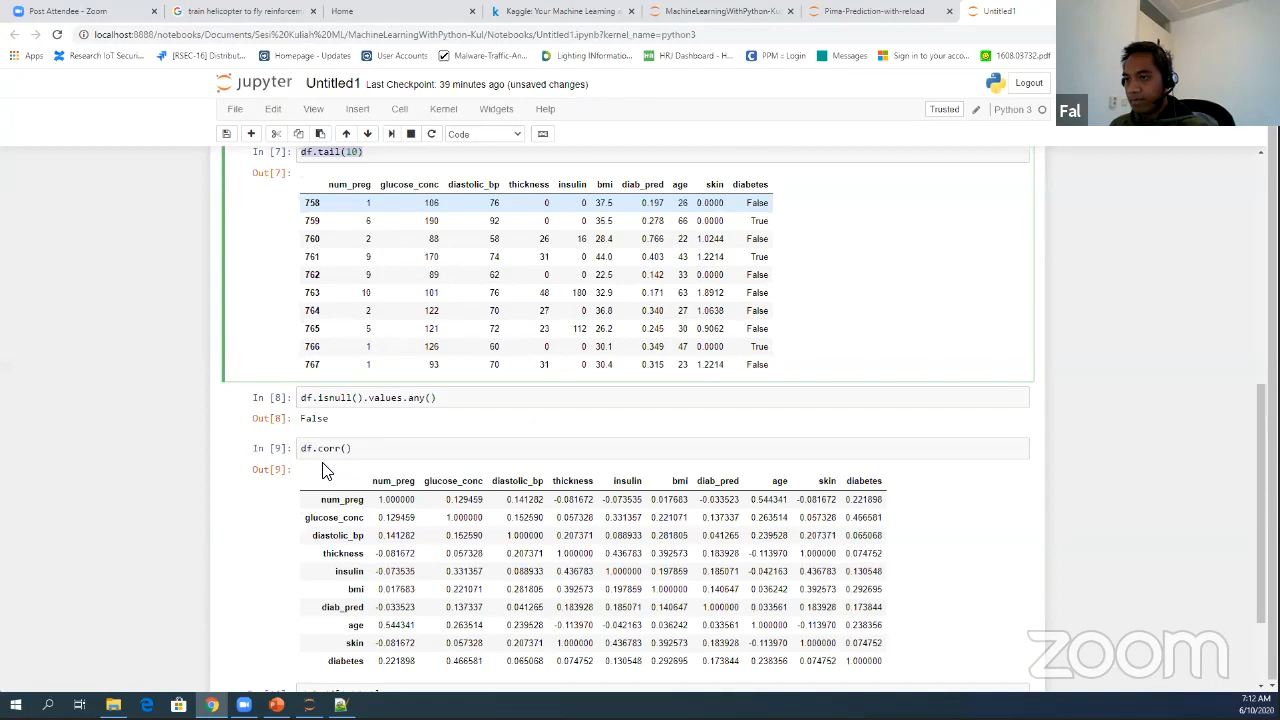 Post Attendee - Zoom
train helicopter to fly reinforcem
Home
Kaggle: Your Machine Learning a
MachineLearningWithPython-Kul
Pima-Prediction-with-reload
Untitled1
localhost:8888/notebooks/Documents/Sesi%20Kuliah%20ML/MachineLearningWithPython-Kul/Notebooks/Untitled1.ipynb?kernel_name=python3
Apps
Base
Research IoT Securi...
[RSEC-16] Distribut...
Homepage - Updates
User Accounts
Malware-Traffic-An...
Lighting INFOrmati...
HRJ Dashboard - H...
PPM :: Login
Messages
Sign in to your acco...
1608.03732.pdf
jupyter Untitled1 Last Checkpoint: 39 minutes ago (unsaved changes)
Logout
File Edit View Insert Cell Kernel Widgets Help
Trusted
Python 3
Code
Fal
In [7]: df.tail(10)
Out[7]:
num_preg glucose_conc diastolic_bp thickness insulin bmi diab_pred age skin diabetes
758 1 106 76 0 0 37.5 0.197 26 0.0000 False
759 6 190 92 0 0 35.5 0.278 66 0.0000 True
760 2 88 58 26 16 28.4 0.766 22 1.0244 False
761 9 170 74 31 0 44.0 0.403 43 1.2214 True
762 9 89 62 0 0 22.5 0.142 33 0.0000 False
763 10 101 76 48 180 32.9 0.171 63 1.8912 False
764 2 122 70 27 0 36.8 0.340 27 1.0638 False
765 5 121 72 23 112 26.2 0.245 30 0.9062 False
766 1 126 60 0 0 30.1 0.349 47 0.0000 True
767 1 93 70 31 0 30.4 0.315 23 1.2214 False
In [8]: df.isnull().values.any()
Out[8]: False
In [9]: df.corr()
Out[9]:
num_preg glucose_conc diastolic_bp thickness insulin bmi diab_pred age skin diabetes
num_preg 1.000000 0.129459 0.141282 -0.081672 -0.073535 0.017683 -0.033523 0.544341 -0.081672 0.221898
glucose_conc 0.129459 1.000000 0.152590 0.057328 0.331357 0.221071 0.137337 0.263514 0.057328 0.466581
diastolic_bp 0.141282 0.152590 1.000000 0.207371 0.088933 0.281805 0.041265 0.239528 0.207371 0.065068
thickness -0.081672 0.057328 0.207371 1.000000 0.436783 0.392573 0.183928 -0.113970 1.000000 0.074752
insulin -0.073535 0.331357 0.088933 0.436783 1.000000 0.197859 0.185071 -0.042163 0.436783 0.130548
bmi 0.017683 0.221071 0.281805 0.392573 0.197859 1.000000 0.140647 0.036242 0.392573 0.292695
diab_pred -0.033523 0.137337 0.041265 0.183928 0.185071 0.140647 1.000000 0.033561 0.183928 0.173844
age 0.544341 0.263514 0.239528 -0.113970 -0.042163 0.036242 0.033561 1.000000 -0.113970 0.238356
skin -0.081672 0.057328 0.207371 1.000000 0.436783 0.392573 0.183928 -0.113970 1.000000 0.074752
diabetes 0.221898 0.466581 0.065068 0.074752 0.130548 0.292695 0.173844 0.238356 0.074752 1.000000
zoom
7:12 AM
6/10/2020